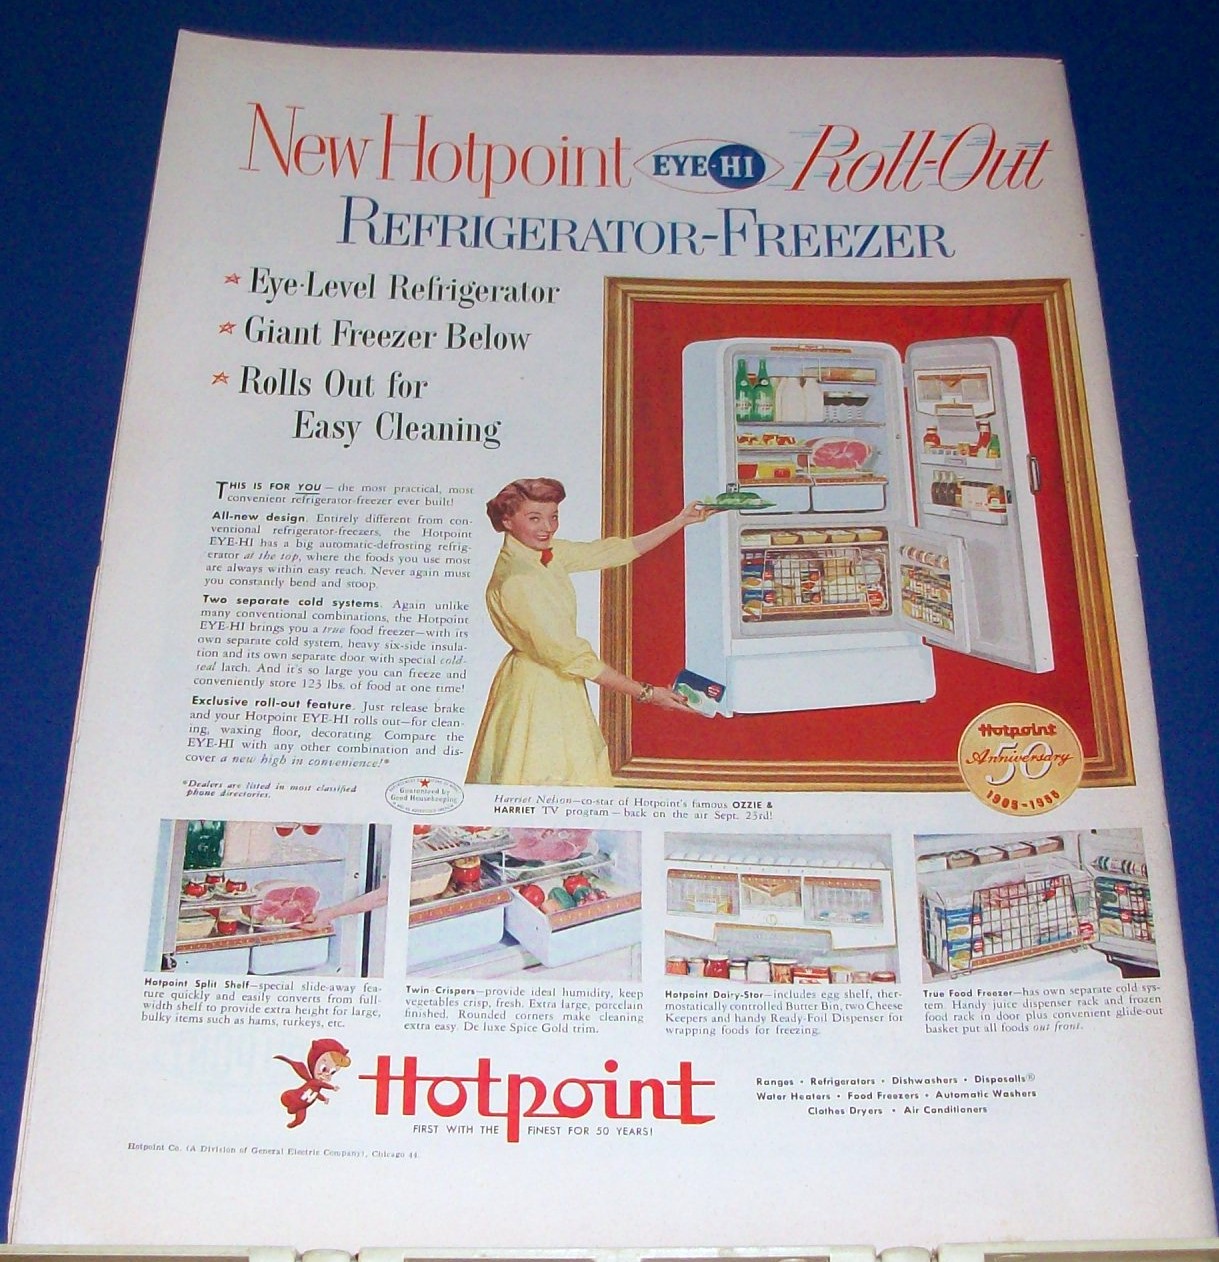 New Hotpoint EYE-HI Roll-Out
REFRIGERATOR-FREEZER
Eye-Level Refrigerator
Giant Freezer Below
Rolls Out for
Easy Cleaning
THIS IS FOR YOU — the most practical, most
convenient refrigerator-freezer ever built!
All-new design. Entirely different from con-
ventional refrigerator-freezers, the Hotpoint
EYE-HI has a big automatic-defrosting refrig-
erator at the top, where the foods you use most
are always within easy reach. Never again must
you constantly bend and stoop.
Two separate cold systems. Again unlike
many conventional combinations, the Hotpoint
EYE-HI brings you a true food freezer—with its
own separate cold system, heavy six-side insula-
tion and its own separate door with special cold-
seal latch. And it's so large you can freeze and
conveniently store 123 lbs. of food at one time!
Exclusive roll-out feature. Just release brake
and your Hotpoint EYE-HI rolls out—for clean-
ing, waxing floor, decorating. Compare the
EYE-HI with any other combination and dis-
cover a new high in convenience!*
*Dealers are listed in most classified
phone directories.
Guaranteed by
Good Housekeeping
Hotpoint
50
Anniversary
1905-1955
Harriet Nelson—co-star of Hotpoint's famous OZZIE &
HARRIET TV program — back on the air Sept. 23rd!
Hotpoint Split Shelf—special slide-away fea-
ture quickly and easily converts from full-
width shelf to provide extra height for large,
bulky items such as hams, turkeys, etc.
Twin Crispers—provide ideal humidity, keep
vegetables crisp, fresh. Extra large, porcelain
finished. Rounded corners make cleaning
extra easy. De luxe Spice Gold trim.
Hotpoint Dairy-Stor—includes egg shelf, ther-
mostatically controlled Butter Bin, two Cheese
Keepers and handy Ready-Foil Dispenser for
wrapping foods for freezing.
True Food Freezer—has own separate cold sys-
tem. Handy juice dispenser rack and frozen
food rack in door plus convenient glide-out
basket put all foods out front.
Hotpoint
FIRST WITH THE FINEST FOR 50 YEARS!
Ranges • Refrigerators • Dishwashers • Disposalls®
Water Heaters • Food Freezers • Automatic Washers
Clothes Dryers • Air Conditioners
Hotpoint Co. (A Division of General Electric Company), Chicago 44.